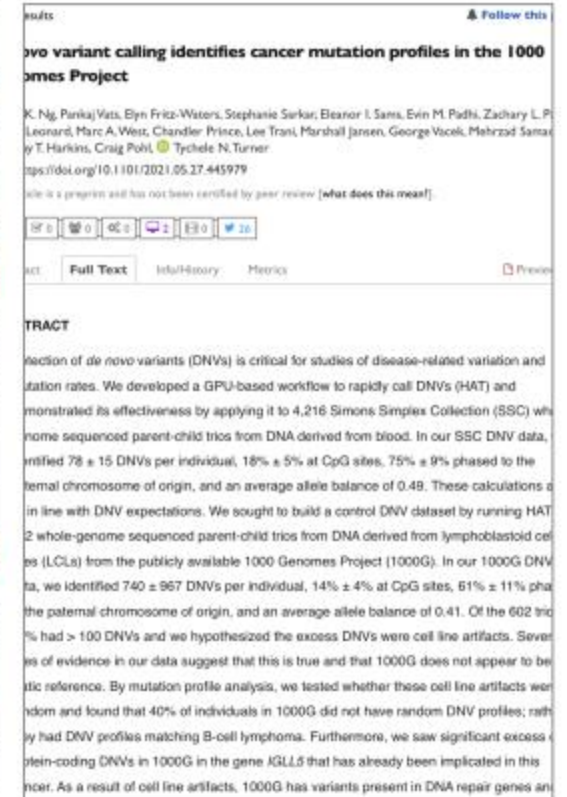 esults
Follow this
ovo variant calling identifies cancer mutation profiles in the 1000
omes Project
K. Ng, Pankaj Vats, Elyn Fritz-Waters, Stephanie Sarkar, Eleanor I. Sams, Evin M. Padhi, Zachary L. P
Leonard, Marc A. West, Chandler Prince, Lee Trani, Marshall Jansen, George Vacek, Mehrzad Samad
y T. Harkins, Craig Pohl, Tychele N. Turner
tps://doi.org/10.1101/2021.05.27.445979
icle is a preprint and has not been certified by peer review [what does this mean?].
0 0 0 2 0 26
act Full Text Info/History Metrics Preview
TRACT
tection of de novo variants (DNVs) is critical for studies of disease-related variation and
utation rates. We developed a GPU-based workflow to rapidly call DNVs (HAT) and
monstrated its effectiveness by applying it to 4,216 Simons Simplex Collection (SSC) wh
nome sequenced parent-child trios from DNA derived from blood. In our SSC DNV data,
entified 78 ± 15 DNVs per individual, 18% ± 5% at CpG sites, 75% ± 9% phased to the
ternal chromosome of origin, and an average allele balance of 0.49. These calculations a
in line with DNV expectations. We sought to build a control DNV dataset by running HAT
2 whole-genome sequenced parent-child trios from DNA derived from lymphoblastoid cel
es (LCLs) from the publicly available 1000 Genomes Project (1000G). In our 1000G DNV
ta, we identified 740 ± 967 DNVs per individual, 14% ± 4% at CpG sites, 61% ± 11% pha
the paternal chromosome of origin, and an average allele balance of 0.41. Of the 602 trio
% had > 100 DNVs and we hypothesized the excess DNVs were cell line artifacts. Sever
es of evidence in our data suggest that this is true and that 1000G does not appear to be
tic reference. By mutation profile analysis, we tested whether these cell line artifacts wer
ndom and found that 40% of individuals in 1000G did not have random DNV profiles; rath
ey had DNV profiles matching B-cell lymphoma. Furthermore, we saw significant excess
otein-coding DNVs in 1000G in the gene IGLL5 that has already been implicated in this
ncer. As a result of cell line artifacts, 1000G has variants present in DNA repair genes an